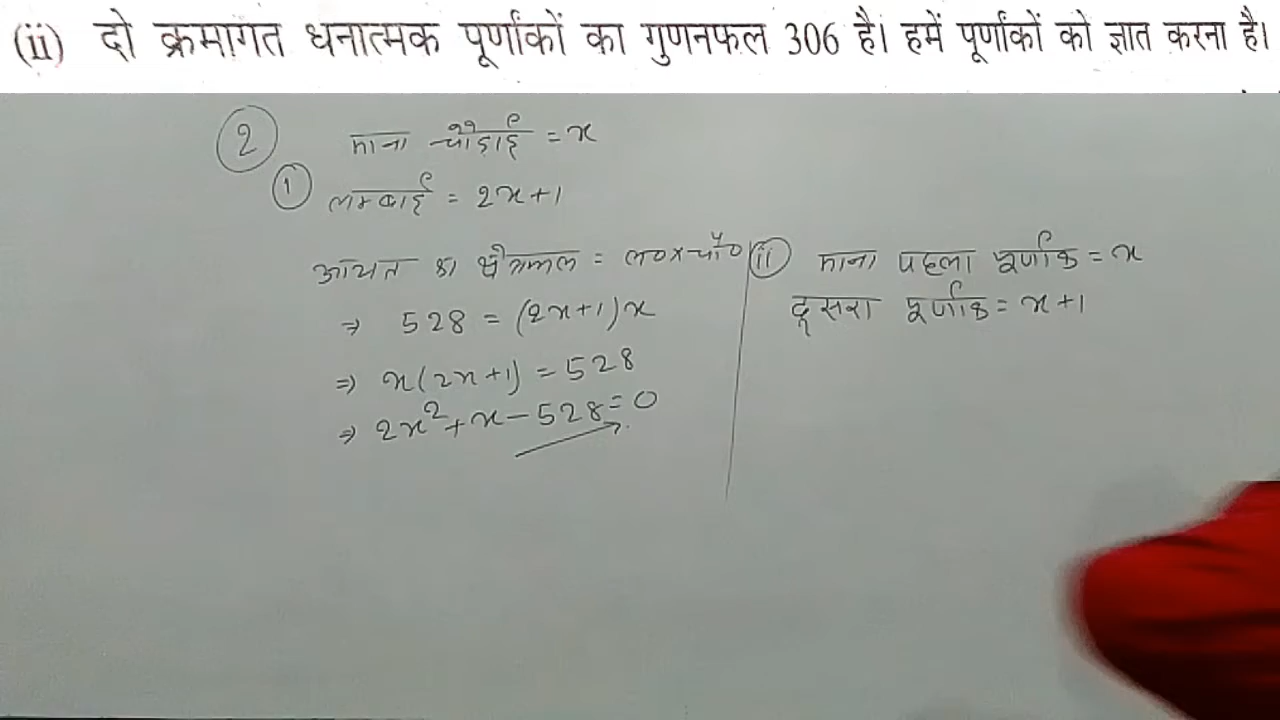 (ii) दो क्रमागत धनात्मक पूर्णांकों का गुणनफल 306 है। हमें पूर्णांकों को ज्ञात करना है।
2
माना चौड़ाई = x
1 लम्बाई = 2x+1
आयत का क्षेत्रफल = ल० × चौ०
⇒ 528 = (2x+1)x
⇒ x(2x+1) = 528
⇒ 2x²+x-528=0
ii माना पहला पूर्णांक = x
दूसरा पूर्णांक = x+1